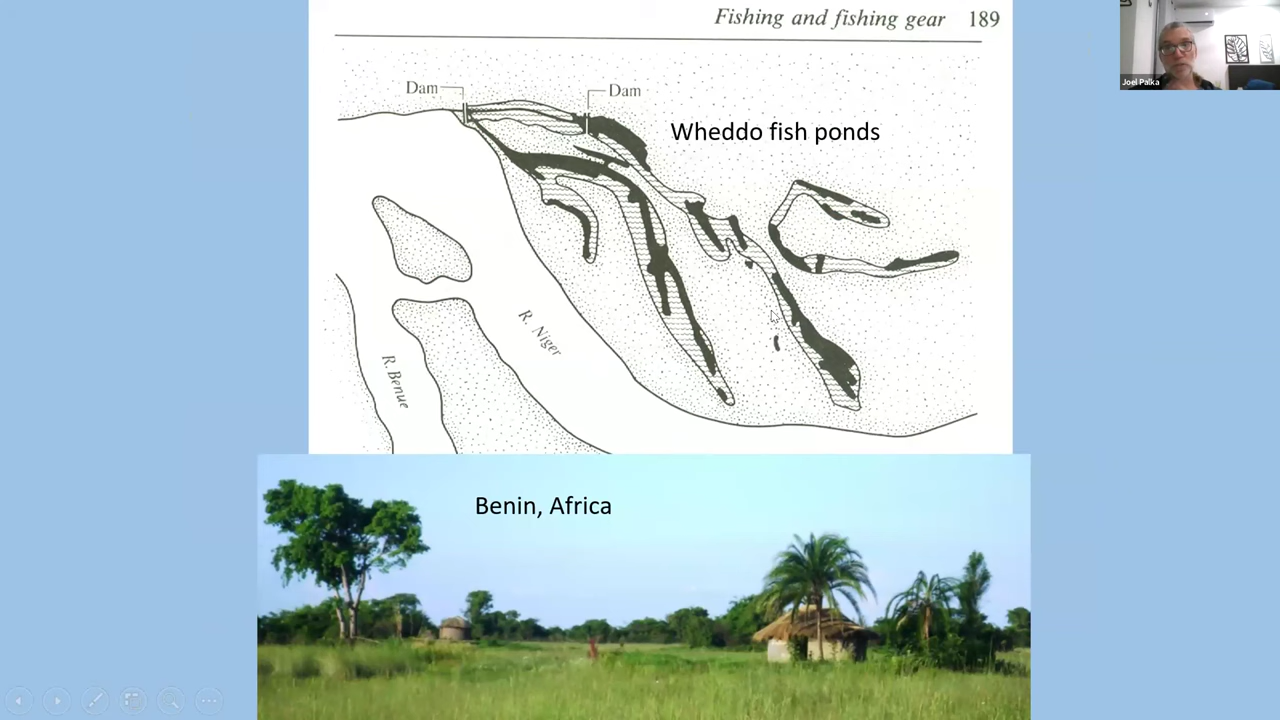 Fishing and fishing gear 189
Joel Palka
Dam
Dam
Wheddo fish ponds
R. Niger
R. Benue
Benin, Africa